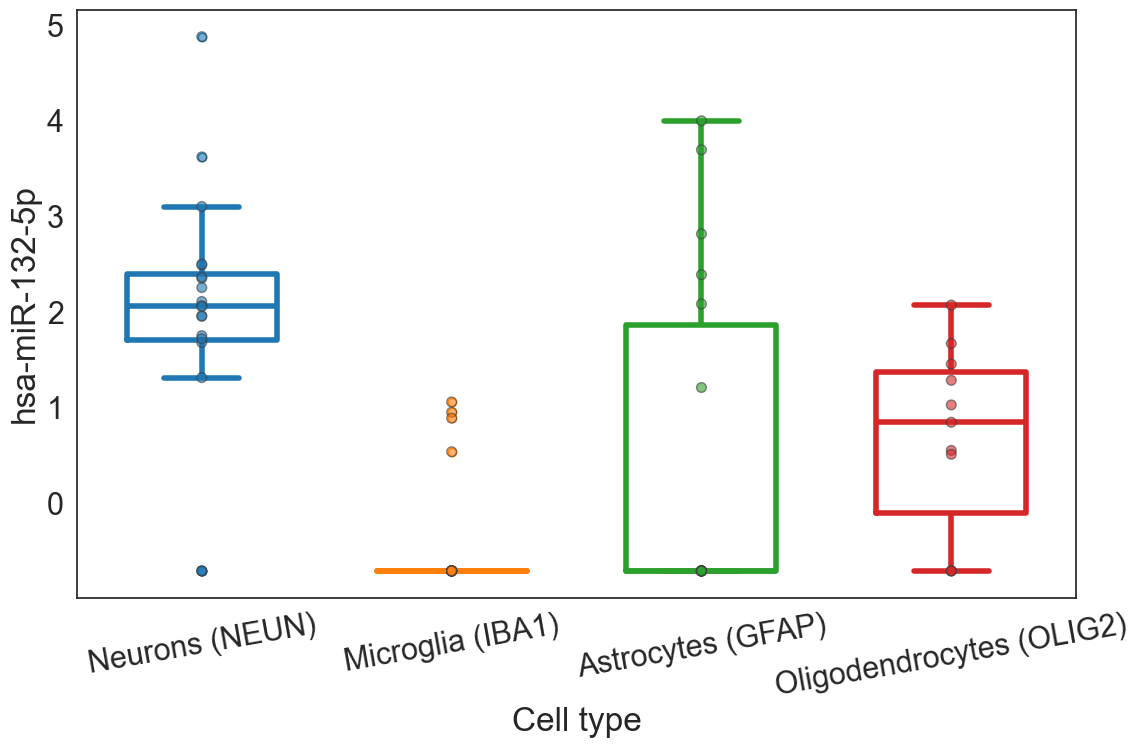 hsa-miR-132-5p
5
4
3
2
1
0
Neurons (NEUN)
Microglia (IBA1)
Astrocytes (GFAP)
Oligodendrocytes (OLIG2)
Cell type